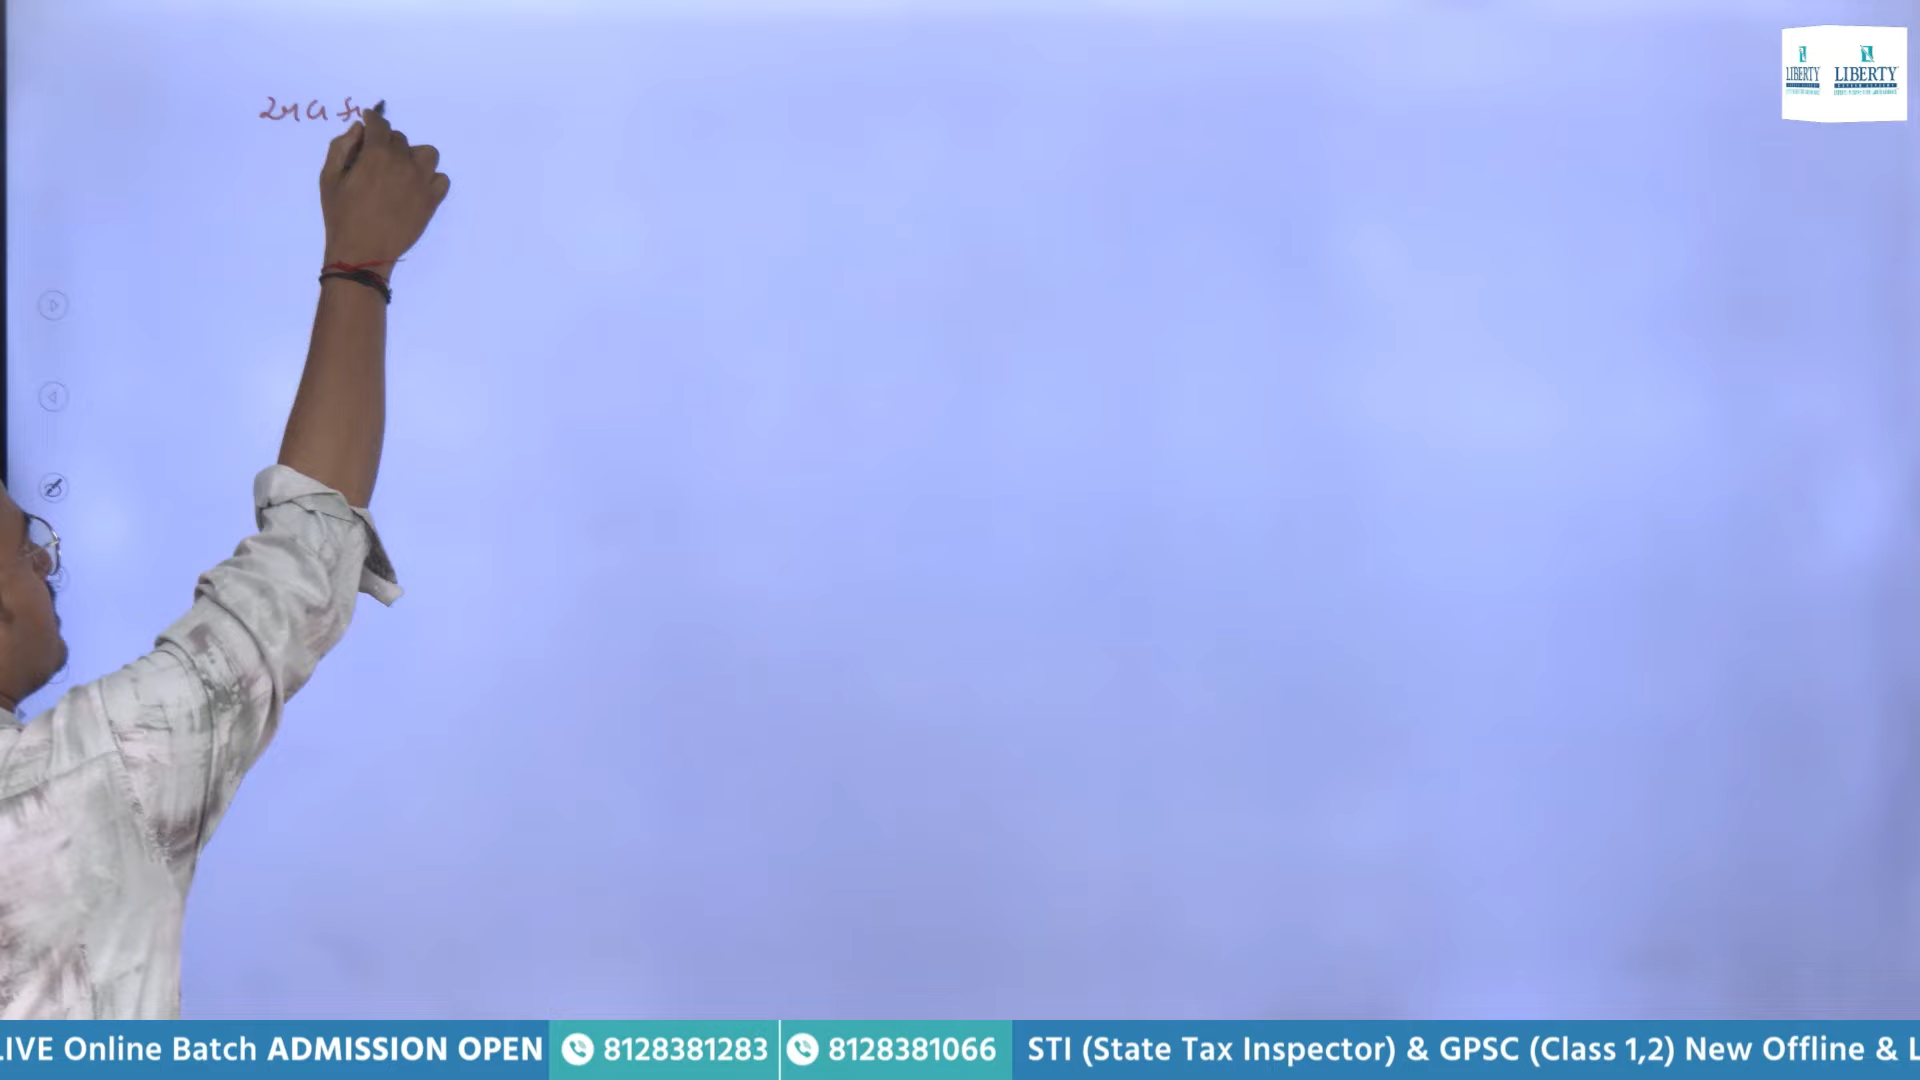 LIBERTY LIBERTY
LIVE Online Batch ADMISSION OPEN 8128381283 8128381066 STI (State Tax Inspector) & GPSC (Class 1,2) New Offline & L